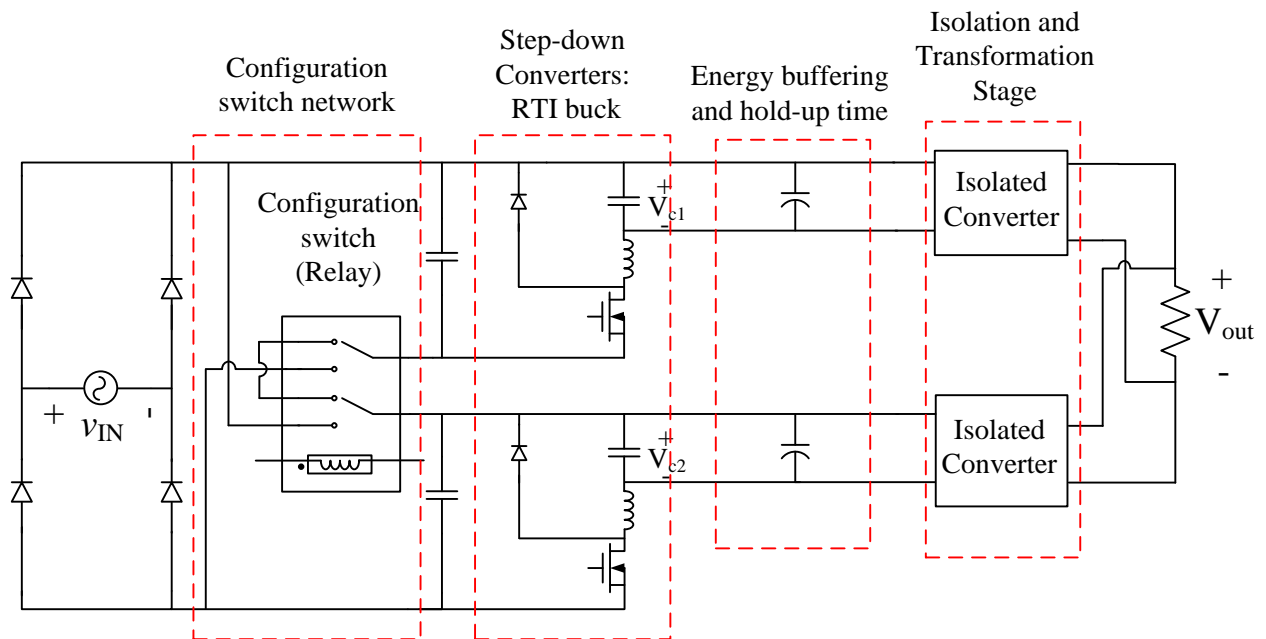 Configuration
switch network
Step-down
Converters:
RTI buck
Energy buffering
and hold-up time
Isolation and
Transformation
Stage
Configuration
switch
(Relay)
+
Vc1
-
Isolated
Converter
+
Vout
-
+ vIN -
+
Vc2
-
Isolated
Converter